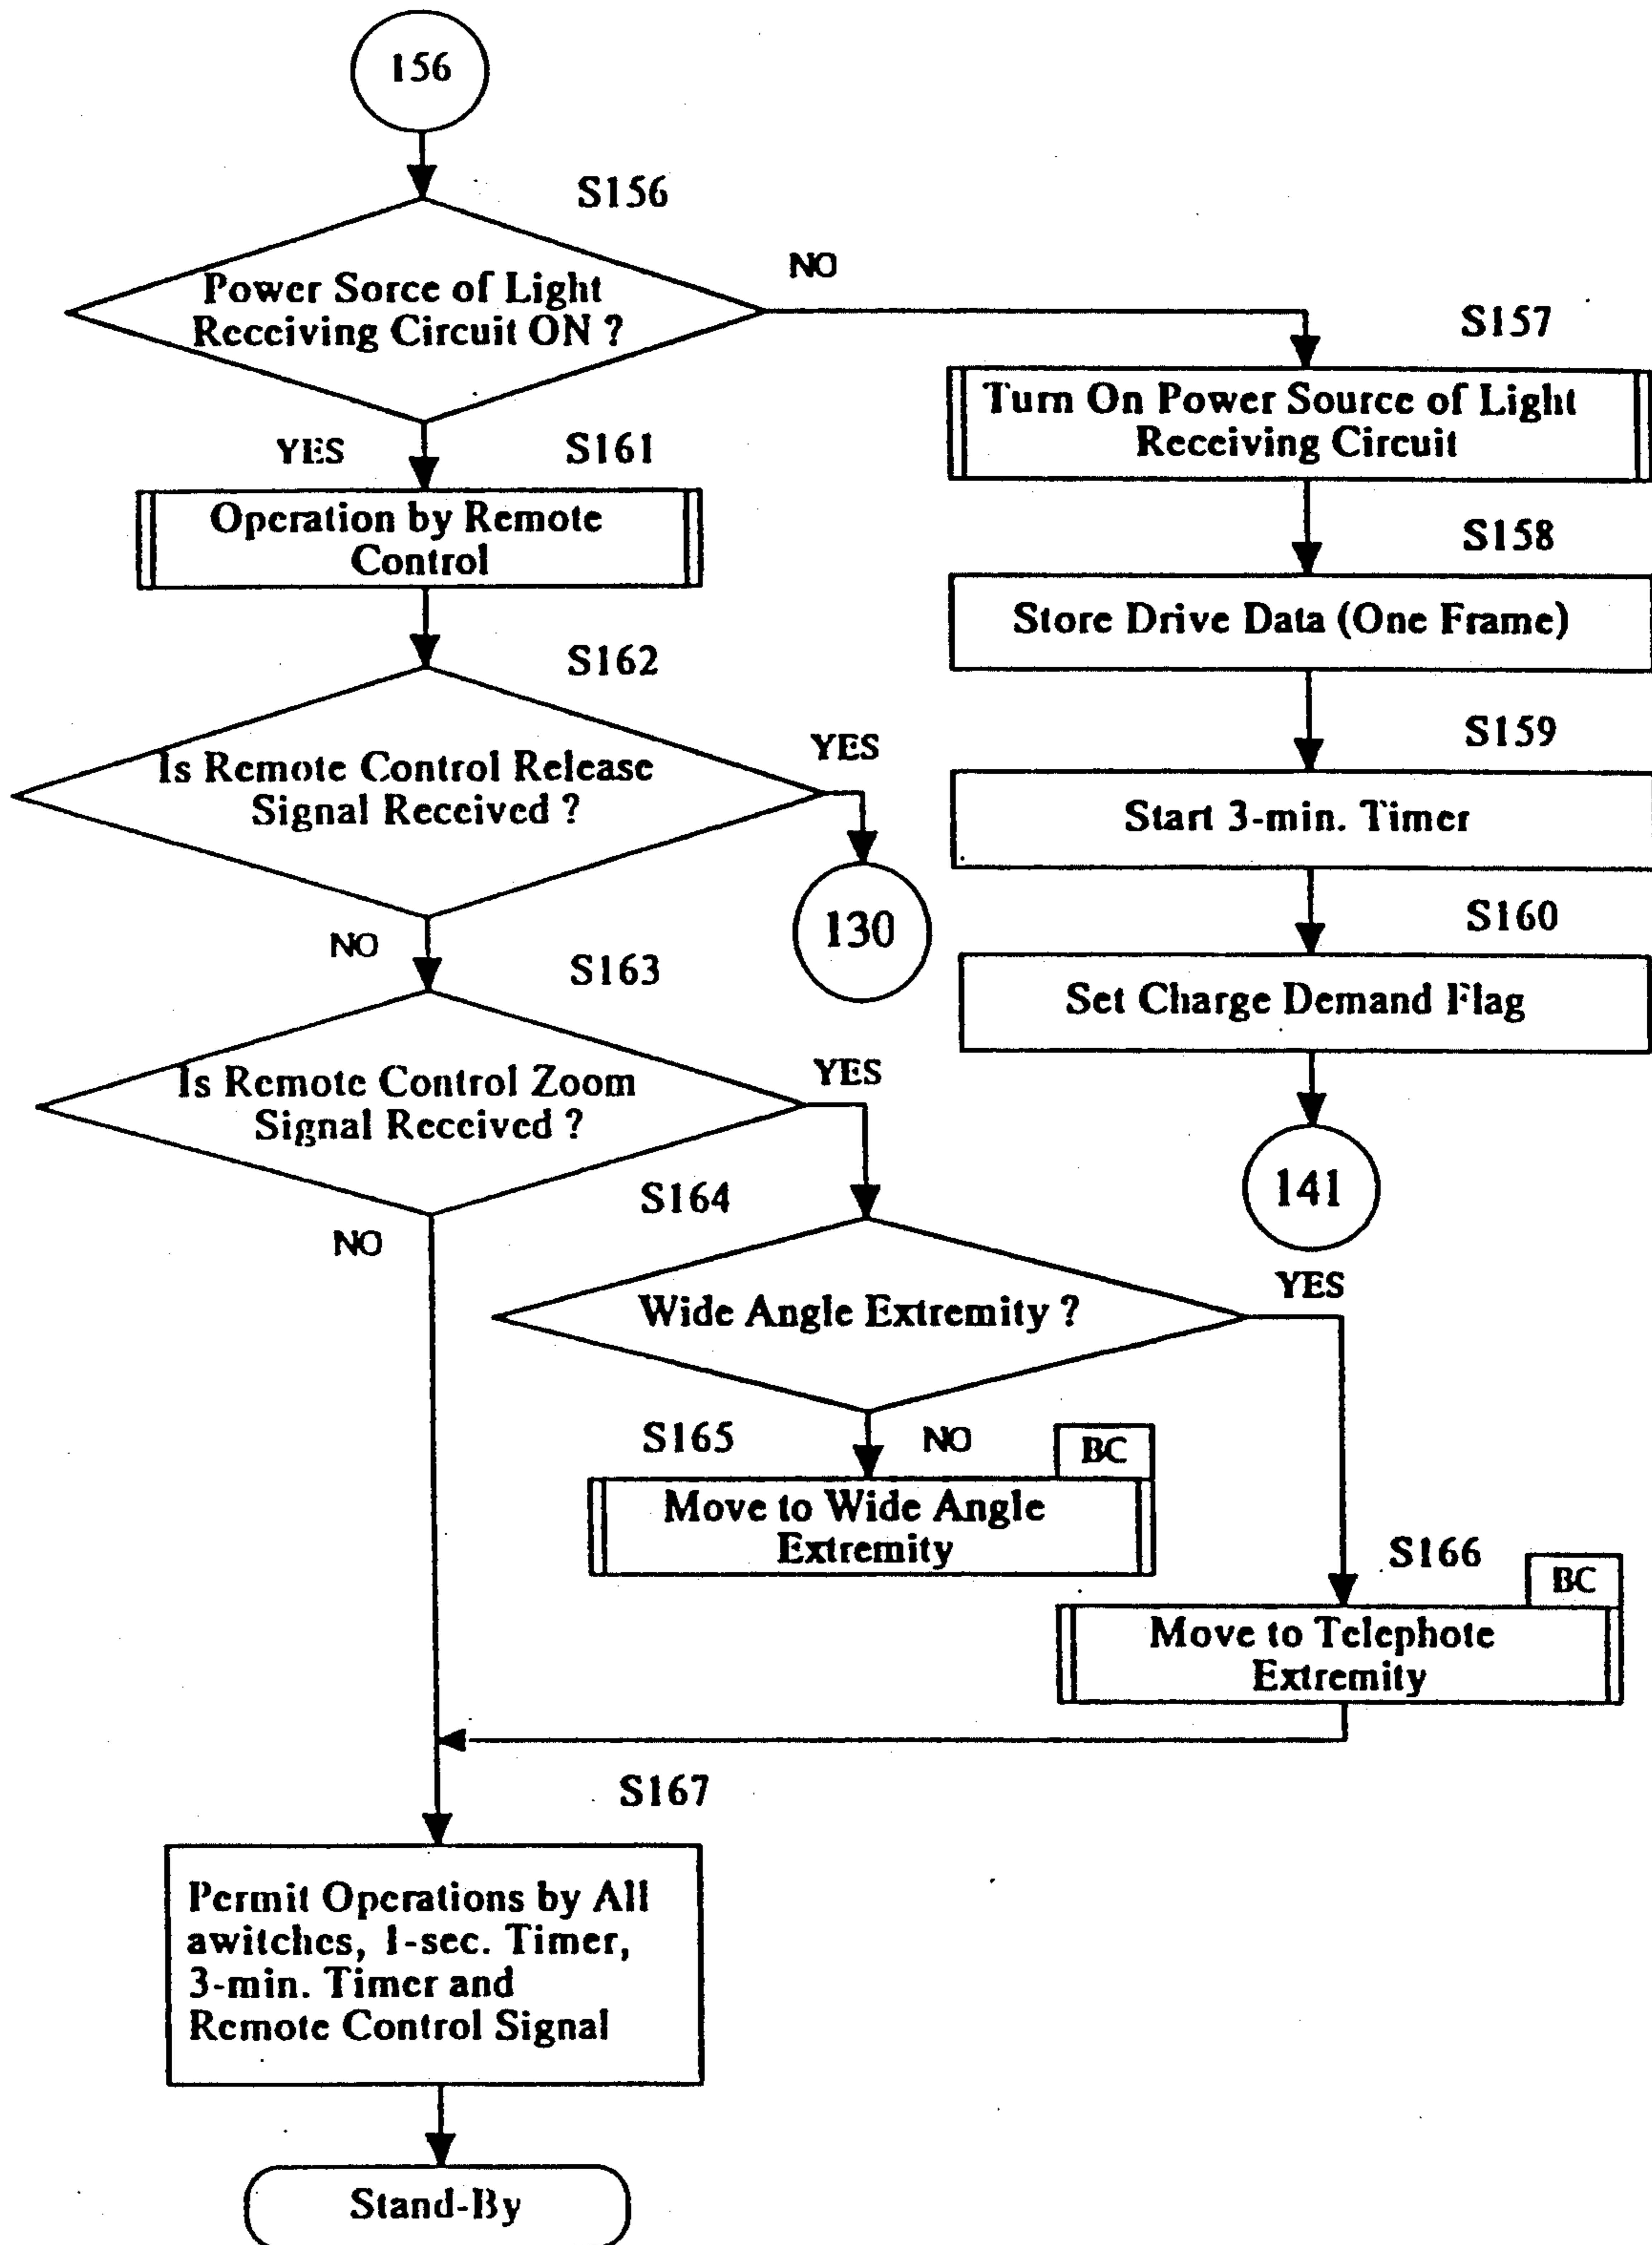 156
S156
Power Sorce of Light
Receiving Circuit ON ?
NO
YES
S157
Turn On Power Source of Light
Receiving Circuit
S158
Store Drive Data (One Frame)
S159
Start 3-min. Timer
S160
Set Charge Demand Flag
141
S161
Operation by Remote
Control
S162
Is Remote Control Release
Signal Received ?
YES
130
NO
S163
Is Remote Control Zoom
Signal Received ?
YES
NO
S164
Wide Angle Extremity ?
YES
NO
S165
BC
Move to Wide Angle
Extremity
S166
BC
Move to Telephote
Extremity
S167
Permit Operations by All
awitches, 1-sec. Timer,
3-min. Timer and
Remote Control Signal
Stand-By